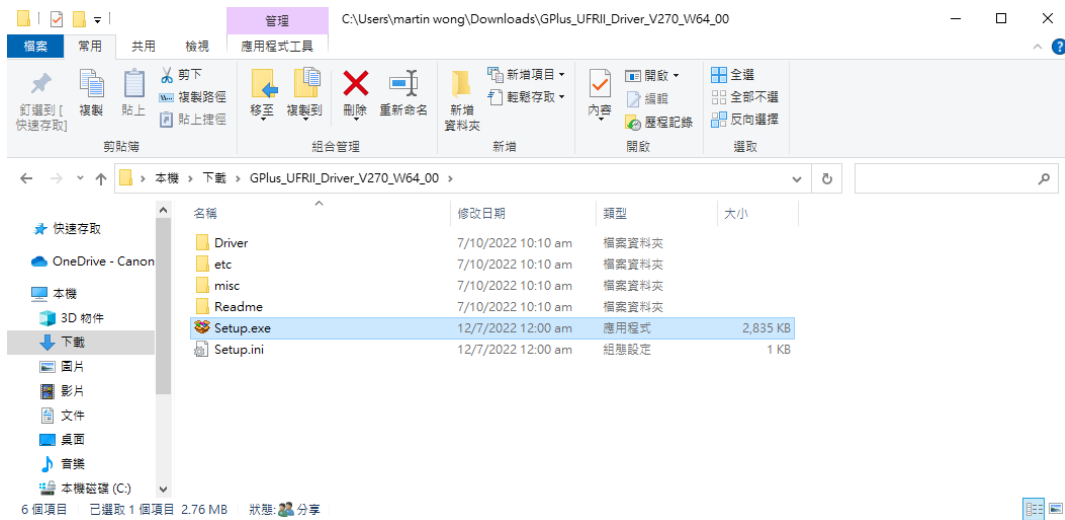 管理 C:\Users\martin wong\Downloads\GPlus_UFRII_Driver_V270_W64_00
檔案 常用 共用 檢視 應用程式工具
釘選到 [快速存取]
複製
貼上
剪下
複製路徑
貼上捷徑
剪貼簿
移至
複製到
刪除
重新命名
組合管理
新增資料夾
新增項目
輕鬆存取
新增
內容
開啟
編輯
歷程記錄
開啟
全選
全部不選
反向選擇
選取
本機 › 下載 › GPlus_UFRII_Driver_V270_W64_00 ›
快速存取
OneDrive - Canon
本機
3D 物件
下載
圖片
影片
文件
桌面
音樂
本機磁碟 (C:)
名稱 修改日期 類型 大小
Driver 7/10/2022 10:10 am 檔案資料夾
etc 7/10/2022 10:10 am 檔案資料夾
misc 7/10/2022 10:10 am 檔案資料夾
Readme 7/10/2022 10:10 am 檔案資料夾
Setup.exe 12/7/2022 12:00 am 應用程式 2,835 KB
Setup.ini 12/7/2022 12:00 am 組態設定 1 KB
6 個項目 已選取 1 個項目 2.76 MB 狀態: 分享